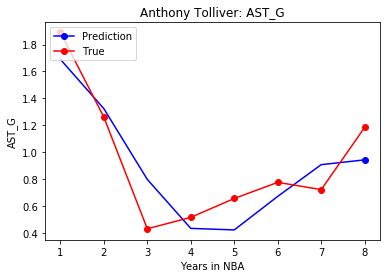 Anthony Tolliver: AST_G
Prediction
True
1.8
1.6
1.4
1.2
1.0
0.8
0.6
0.4
AST_G
1 2 3 4 5 6 7 8
Years in NBA